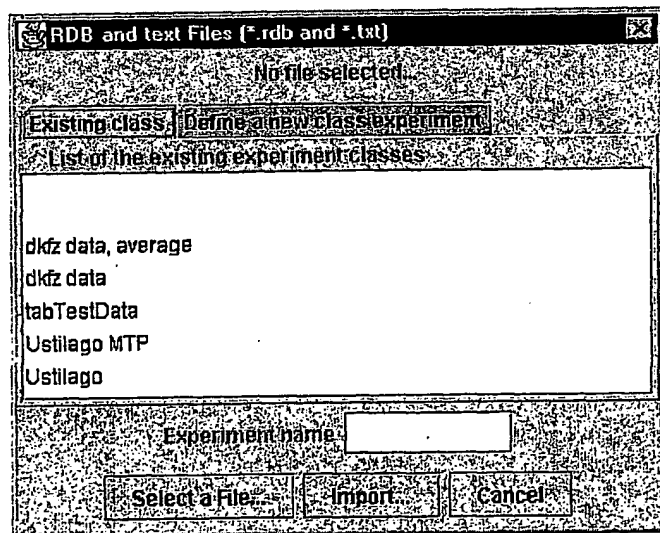 RDB and text Files (*.rdb and *.txt)
No file selected...
Existing class Define a new class experiment
List of the existing experiment classes
dkfz data, average
dkfz data
tabTestData
Ustilago MTP
Ustilago
Experiment name
Select a File... Import... Cancel